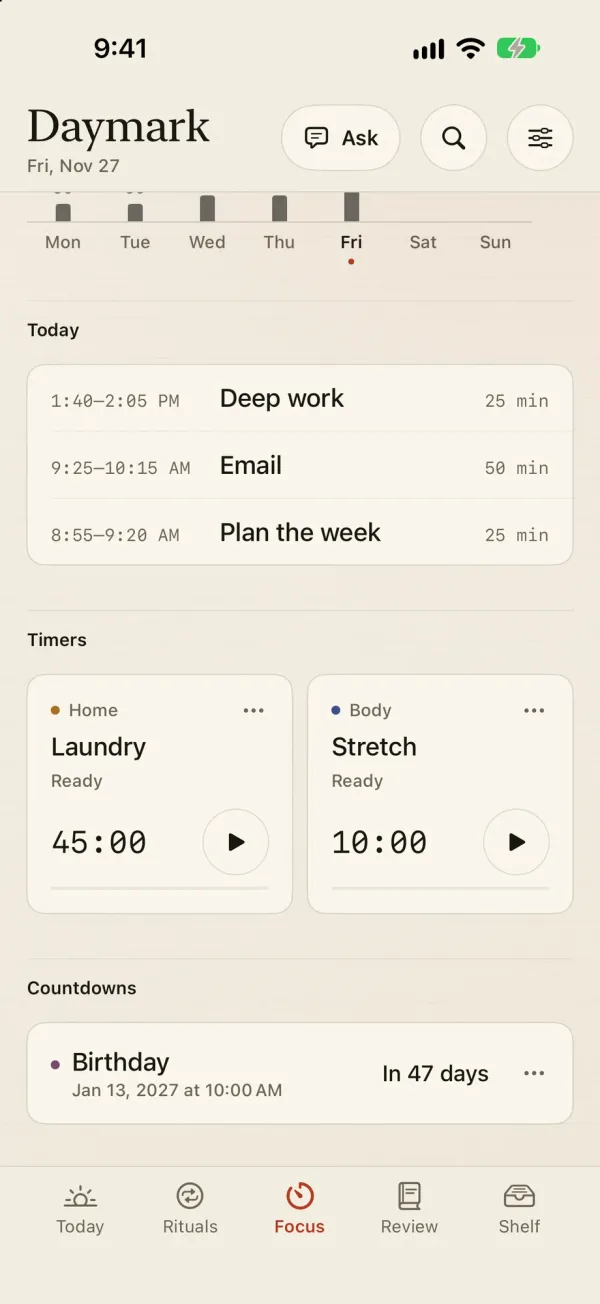 9:41
Daymark
Fri, Nov 27
Ask
Mon Tue Wed Thu Fri Sat Sun
Today
1:40–2:05 PM Deep work 25 min
9:25–10:15 AM Email 50 min
8:55–9:20 AM Plan the week 25 min
Timers
Home
Laundry
Ready
45:00
Body
Stretch
Ready
10:00
Countdowns
Birthday
Jan 13, 2027 at 10:00 AM
In 47 days
Today Rituals Focus Review Shelf